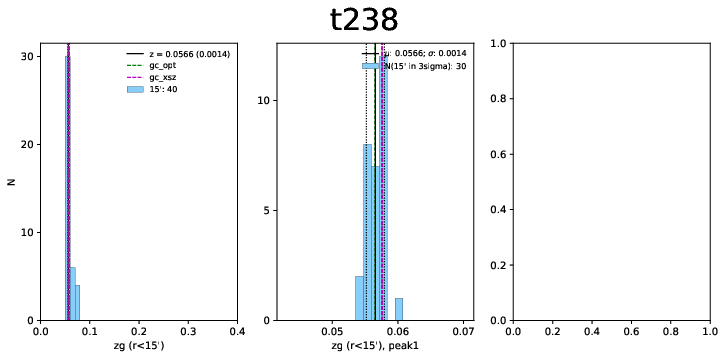 t238
z = 0.0566 (0.0014)
gc_opt
gc_xsz
15': 40
μ: 0.0566; σ: 0.0014
N(15' in 3sigma): 30
N
30
20
10
0
0.0 0.1 0.2 0.3 0.4
zg (r<15')
10
5
0
0.05 0.06 0.07
zg (r<15'), peak1
1.0
0.8
0.6
0.4
0.2
0.0
0.0 0.2 0.4 0.6 0.8 1.0